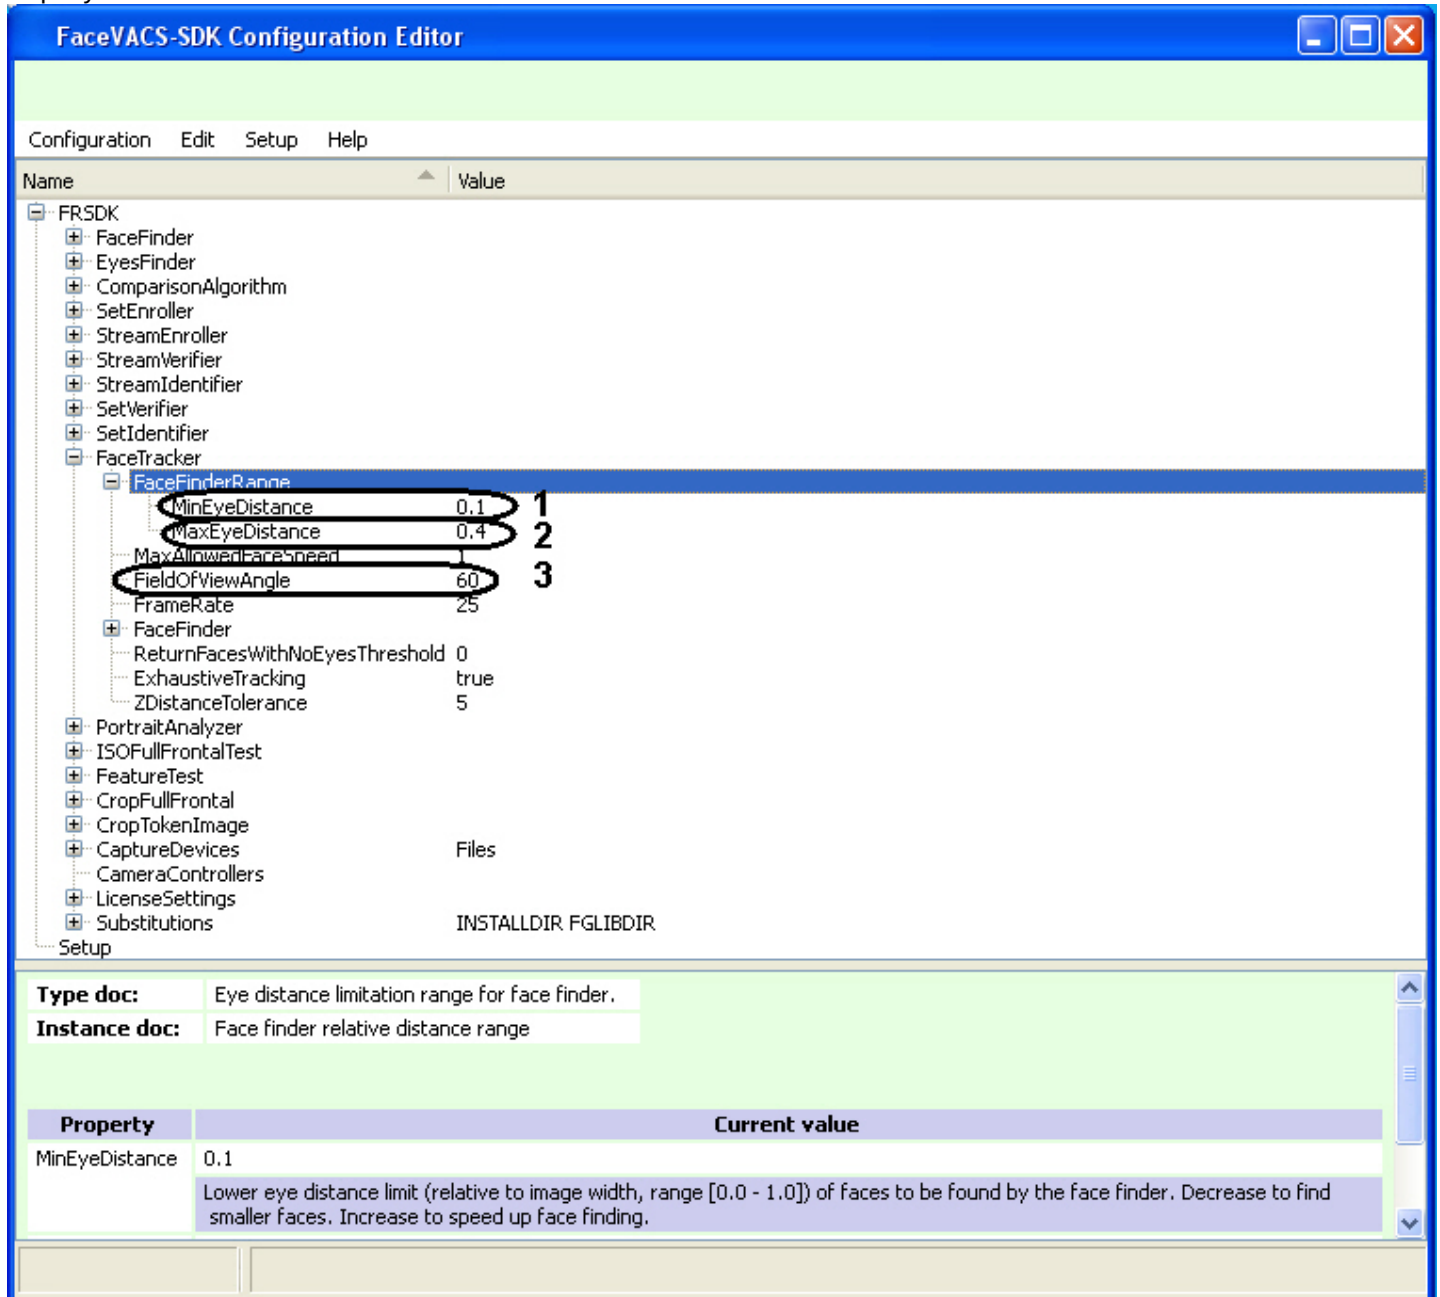 FaceVACS-SDK Configuration Editor
Configuration Edit Setup Help
Name Value
FRSDK
FaceFinder
EyesFinder
ComparisonAlgorithm
SetEnroller
StreamEnroller
StreamVerifier
StreamIdentifier
SetVerifier
SetIdentifier
FaceTracker
FaceFinderRange
MinEyeDistance 0.1 1
MaxEyeDistance 0.4 2
MaxAllowedFaceSpeed 1
FieldOfViewAngle 60 3
FrameRate 25
FaceFinder
ReturnFacesWithNoEyesThreshold 0
ExhaustiveTracking true
ZDistanceTolerance 5
PortraitAnalyzer
ISOFullFrontalTest
FeatureTest
CropFullFrontal
CropTokenImage
CaptureDevices Files
CameraControllers
LicenseSettings
Substitutions INSTALLDIR FGLIBDIR
Setup
Type doc: Eye distance limitation range for face finder.
Instance doc: Face finder relative distance range
Property Current value
MinEyeDistance 0.1
Lower eye distance limit (relative to image width, range [0.0 - 1.0]) of faces to be found by the face finder. Decrease to find
smaller faces. Increase to speed up face finding.